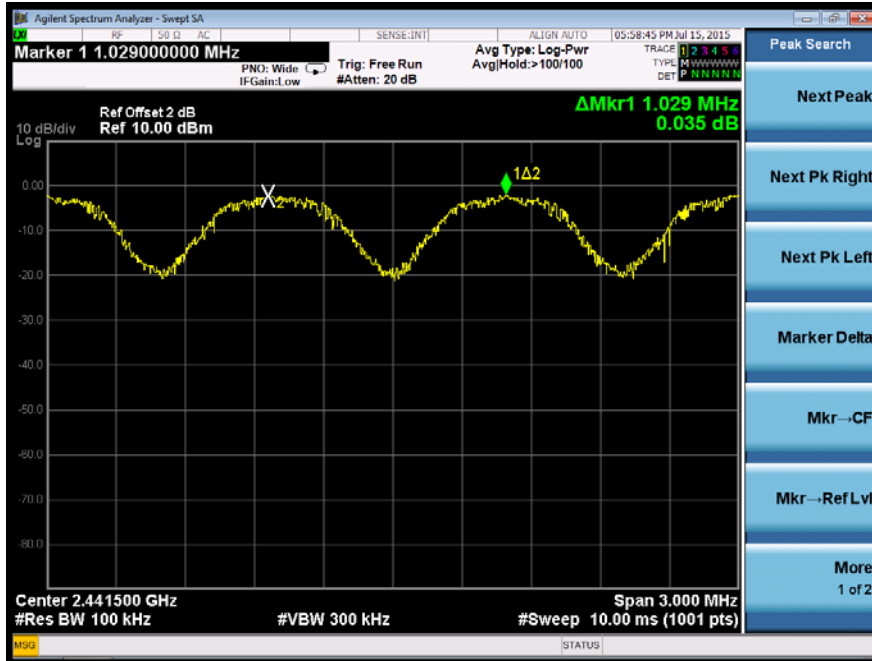 Agilent Spectrum Analyzer - Swept SA
LXI RF 50 Ω AC SENSE:INT ALIGN AUTO 05:58:45 PM Jul 15, 2015
Marker 1 1.029000000 MHz
PNO: Wide
IFGain:Low
Trig: Free Run
#Atten: 20 dB
Avg Type: Log-Pwr
Avg|Hold:>100/100
TRACE 1 2 3 4 5 6
TYPE M WWWWW
DET P N N N N N
Ref Offset 2 dB
Ref 10.00 dBm
10 dB/div
Log
ΔMkr1 1.029 MHz
0.035 dB
1Δ2
X2
0.00
-10.0
-20.0
-30.0
-40.0
-50.0
-60.0
-70.0
-80.0
Center 2.441500 GHz
Span 3.000 MHz
#Res BW 100 kHz
#VBW 300 kHz
#Sweep 10.00 ms (1001 pts)
MSG
STATUS
Peak Search
Next Peak
Next Pk Right
Next Pk Left
Marker Delta
Mkr→CF
Mkr→Ref Lvl
More
1 of 2